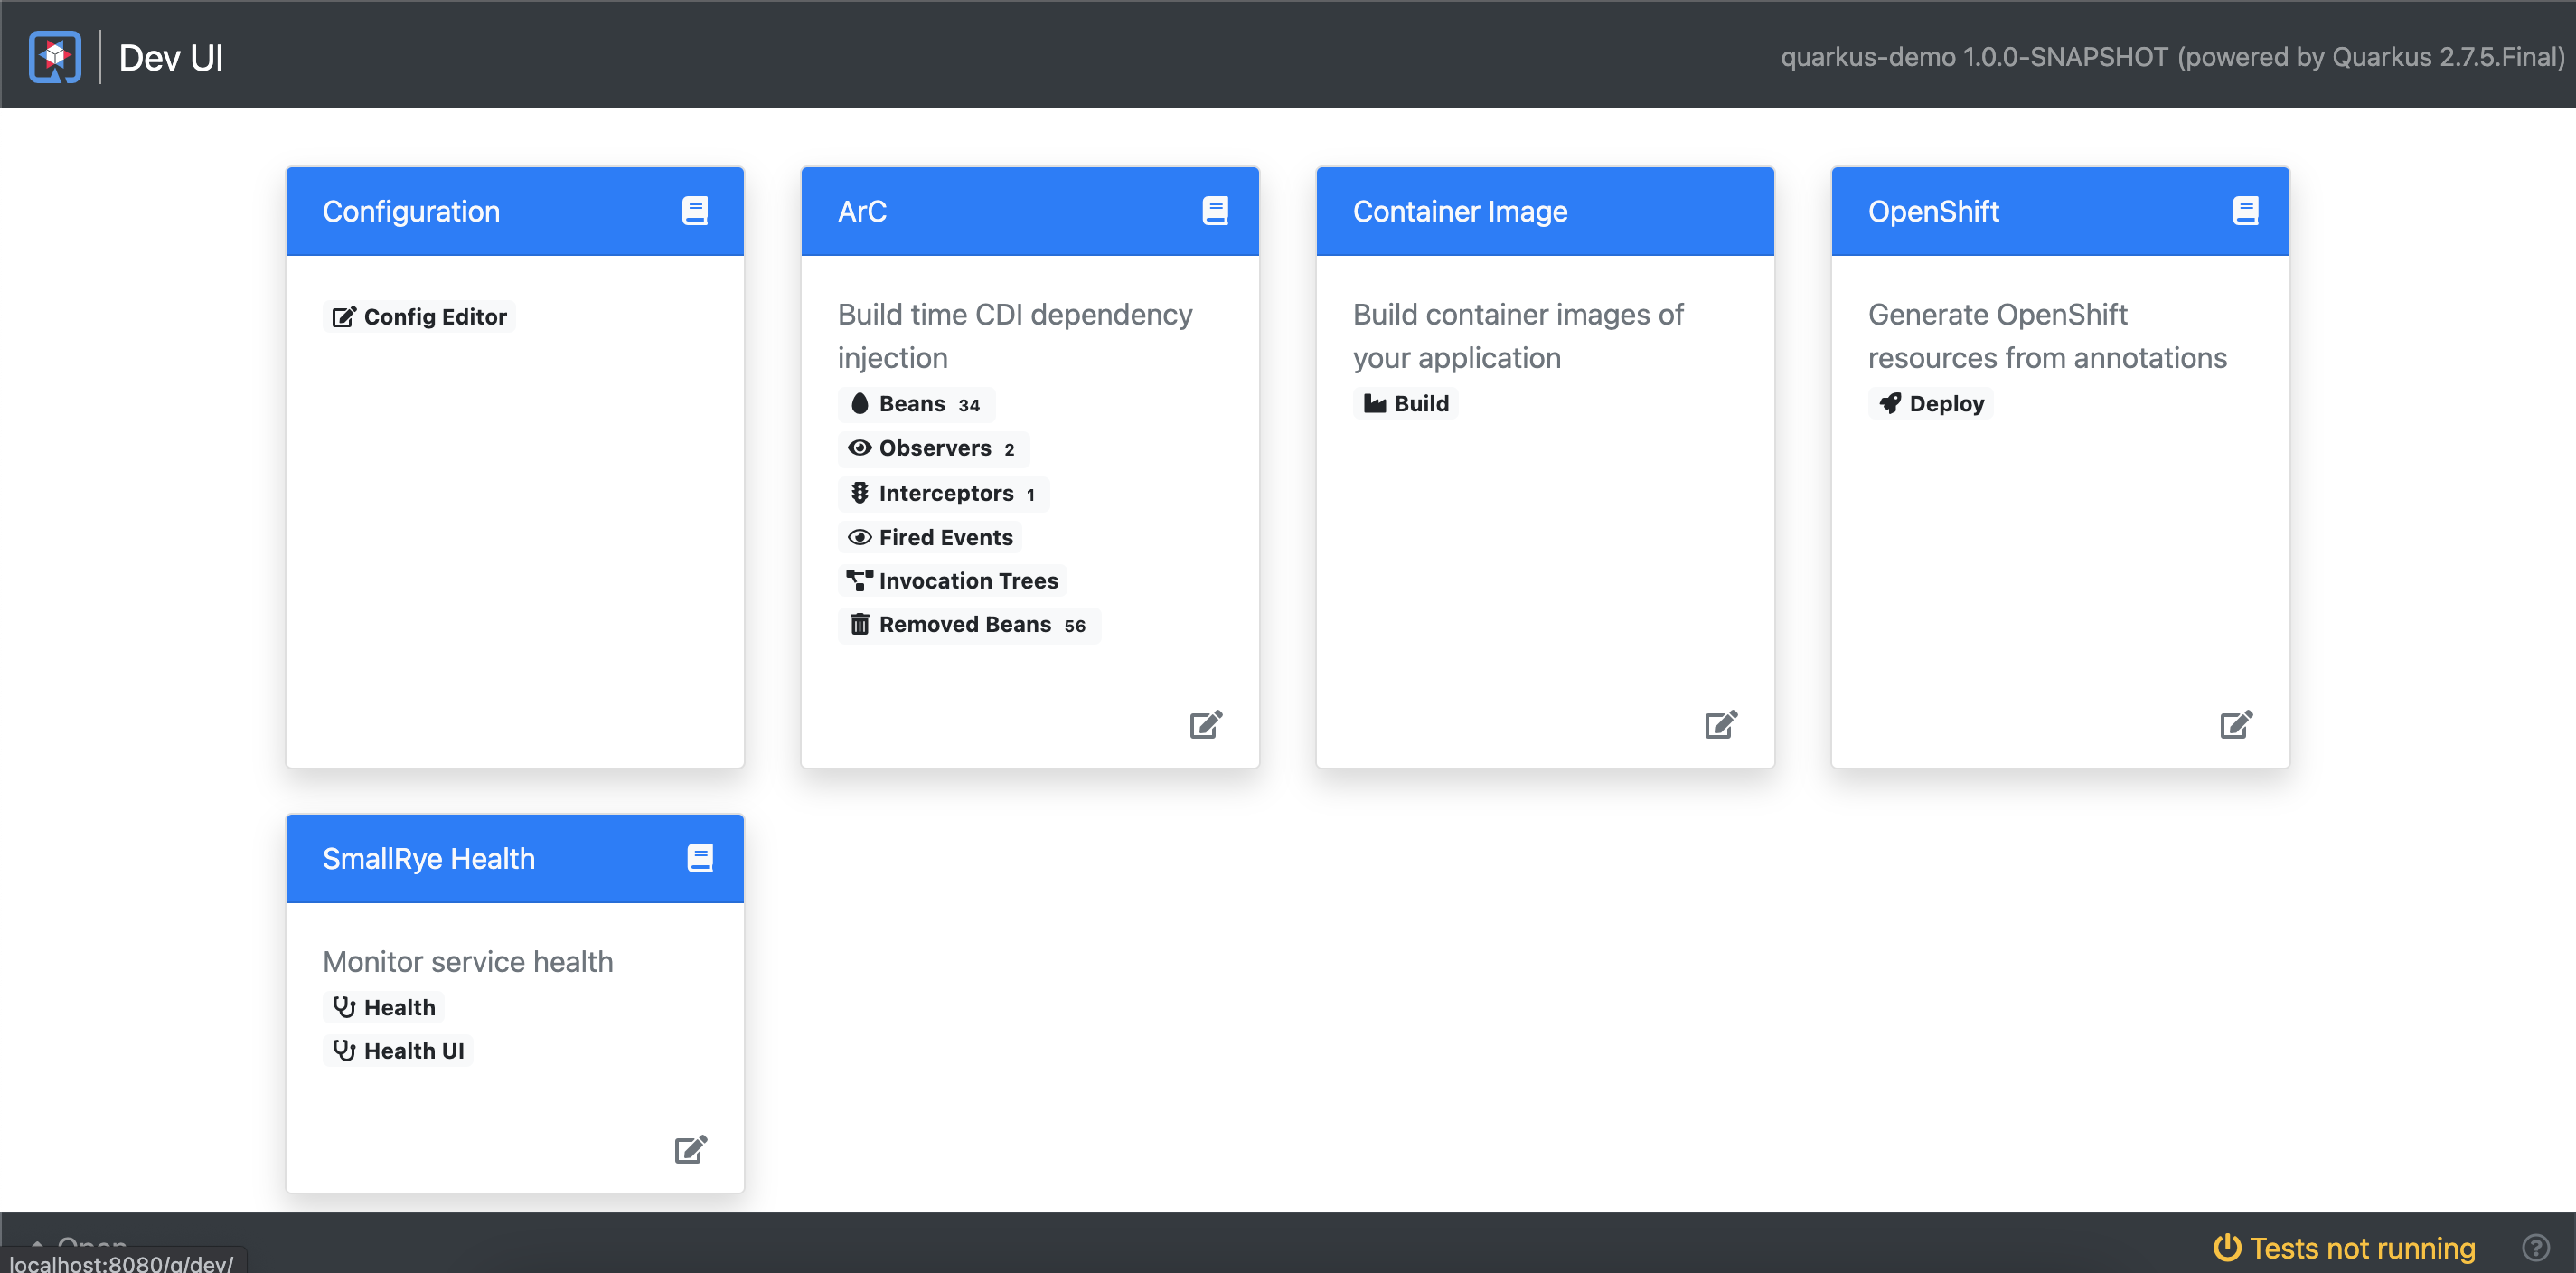 Dev UI
quarkus-demo 1.0.0-SNAPSHOT (powered by Quarkus 2.7.5.Final)
Configuration
Config Editor
ArC
Build time CDI dependency
injection
Beans 34
Observers 2
Interceptors 1
Fired Events
Invocation Trees
Removed Beans 56
Container Image
Build container images of
your application
Build
OpenShift
Generate OpenShift
resources from annotations
Deploy
SmallRye Health
Monitor service health
Health
Health UI
Open
localhost:8080/q/dev/
Tests not running
?